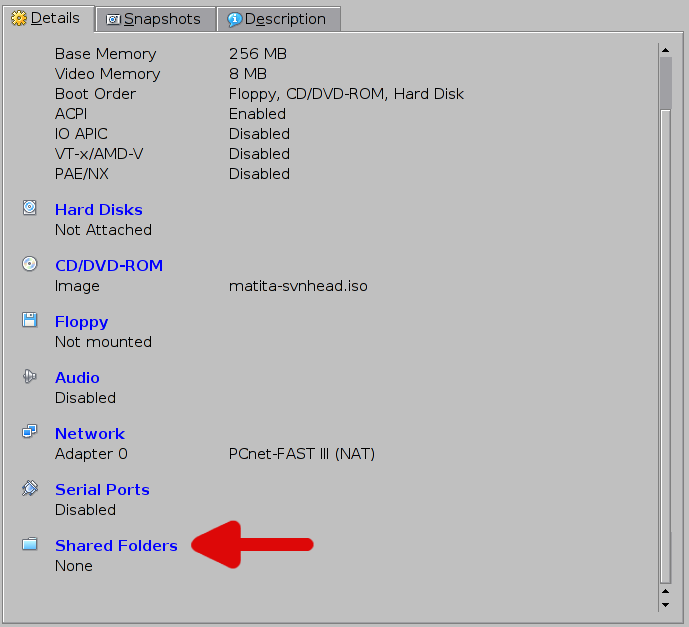 Details Snapshots Description
Base Memory 256 MB
Video Memory 8 MB
Boot Order Floppy, CD/DVD-ROM, Hard Disk
ACPI Enabled
IO APIC Disabled
VT-x/AMD-V Disabled
PAE/NX Disabled
Hard Disks
Not Attached
CD/DVD-ROM
Image matita-svnhead.iso
Floppy
Not mounted
Audio
Disabled
Network
Adapter 0 PCnet-FAST III (NAT)
Serial Ports
Disabled
Shared Folders
None